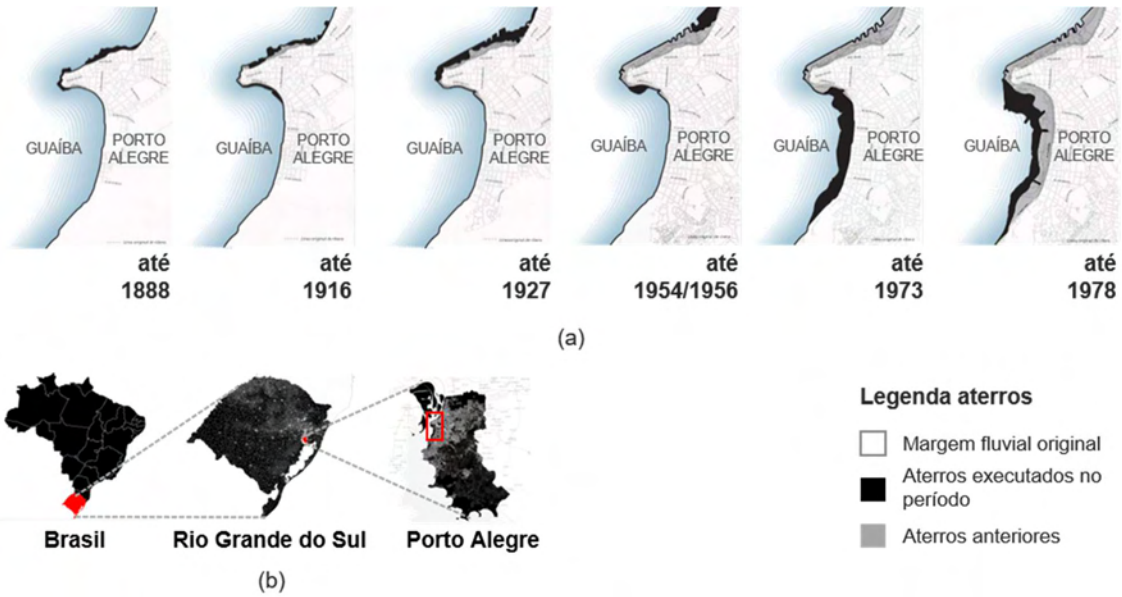 GUAÍBA
PORTO
ALEGRE
até
1888
GUAÍBA
PORTO
ALEGRE
até
1916
GUAÍBA
PORTO
ALEGRE
até
1927
GUAÍBA
PORTO
ALEGRE
até
1954/1956
GUAÍBA
PORTO
ALEGRE
até
1973
GUAÍBA
PORTO
ALEGRE
até
1978
(a)
Brasil
Rio Grande do Sul
Porto Alegre
(b)
Legenda aterros
Margem fluvial original
Aterros executados no
período
Aterros anteriores